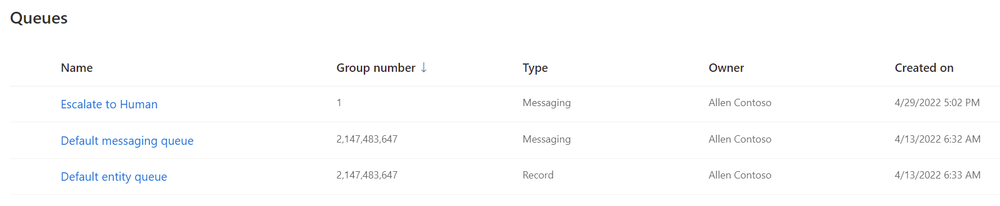 Queues
Name Group number ↓ Type Owner Created on
Escalate to Human 1 Messaging Allen Contoso 4/29/2022 5:02 PM
Default messaging queue 2,147,483,647 Messaging Allen Contoso 4/13/2022 6:32 AM
Default entity queue 2,147,483,647 Record Allen Contoso 4/13/2022 6:33 AM